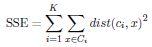 SSE = \sum_{i=1}^{K} \sum_{x \in C_i} dist(c_i, x)^2